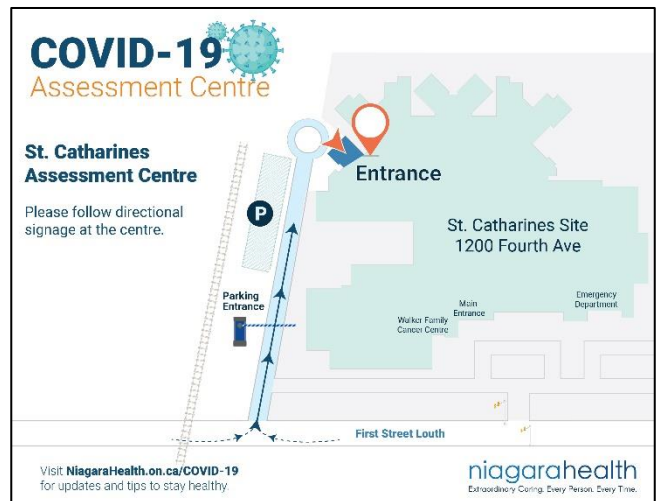 COVID-19
Assessment Centre
St. Catharines
Assessment Centre
Please follow directional
signage at the centre.
Entrance
St. Catharines Site
1200 Fourth Ave
P
Parking
Entrance
Main
Entrance
Emergency
Department
Walker Family
Cancer Centre
First Street Louth
Visit NiagaraHealth.on.ca/COVID-19
for updates and tips to stay healthy.
niagarahealth
Extraordinary Caring. Every Person. Every Time.